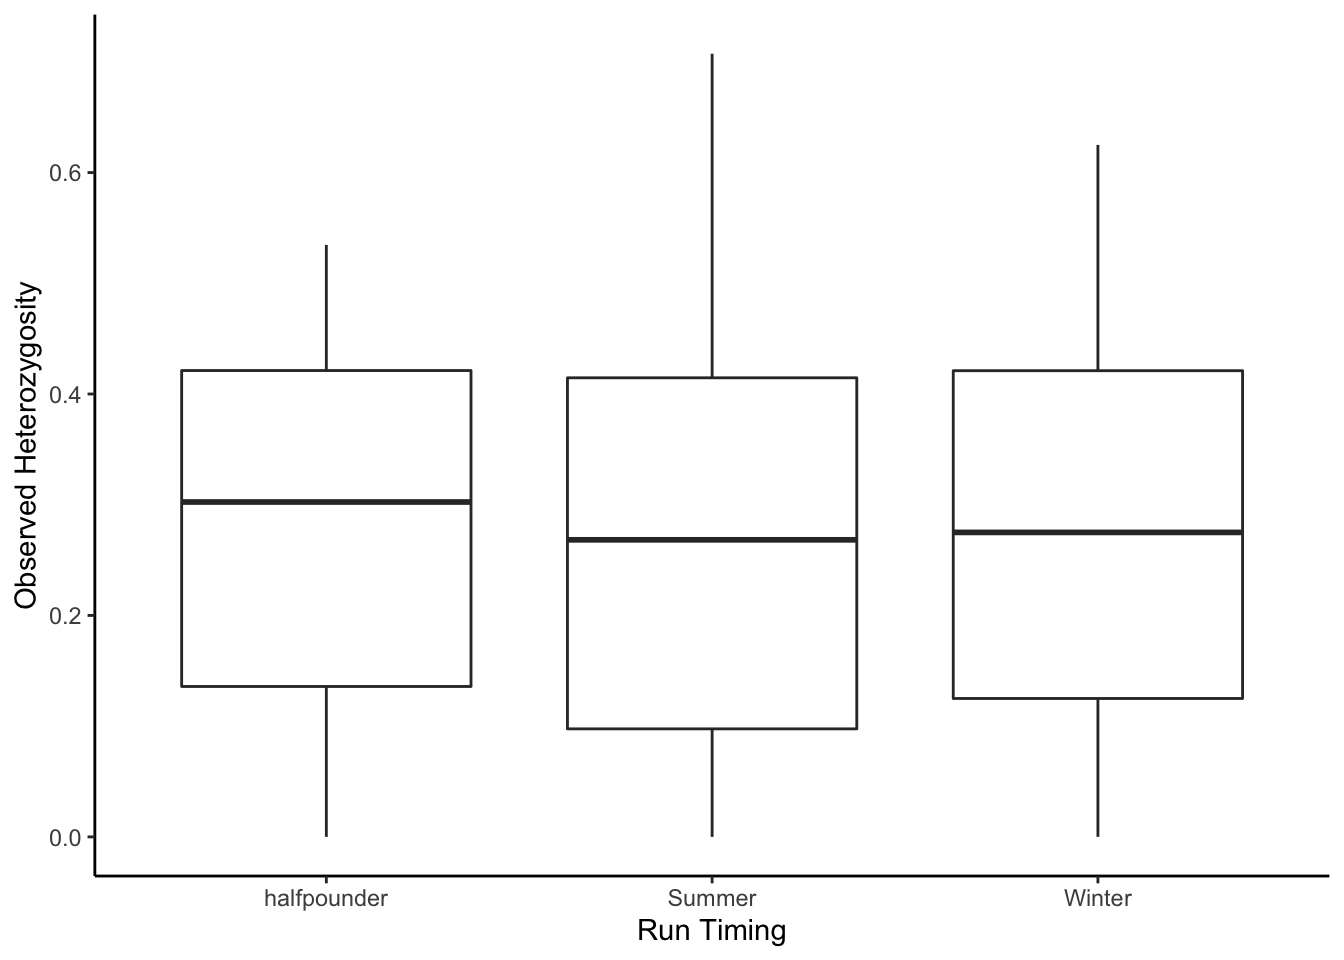 Observed Heterozygosity
0.6
0.4
0.2
0.0
halfpounder
Summer
Winter
Run Timing